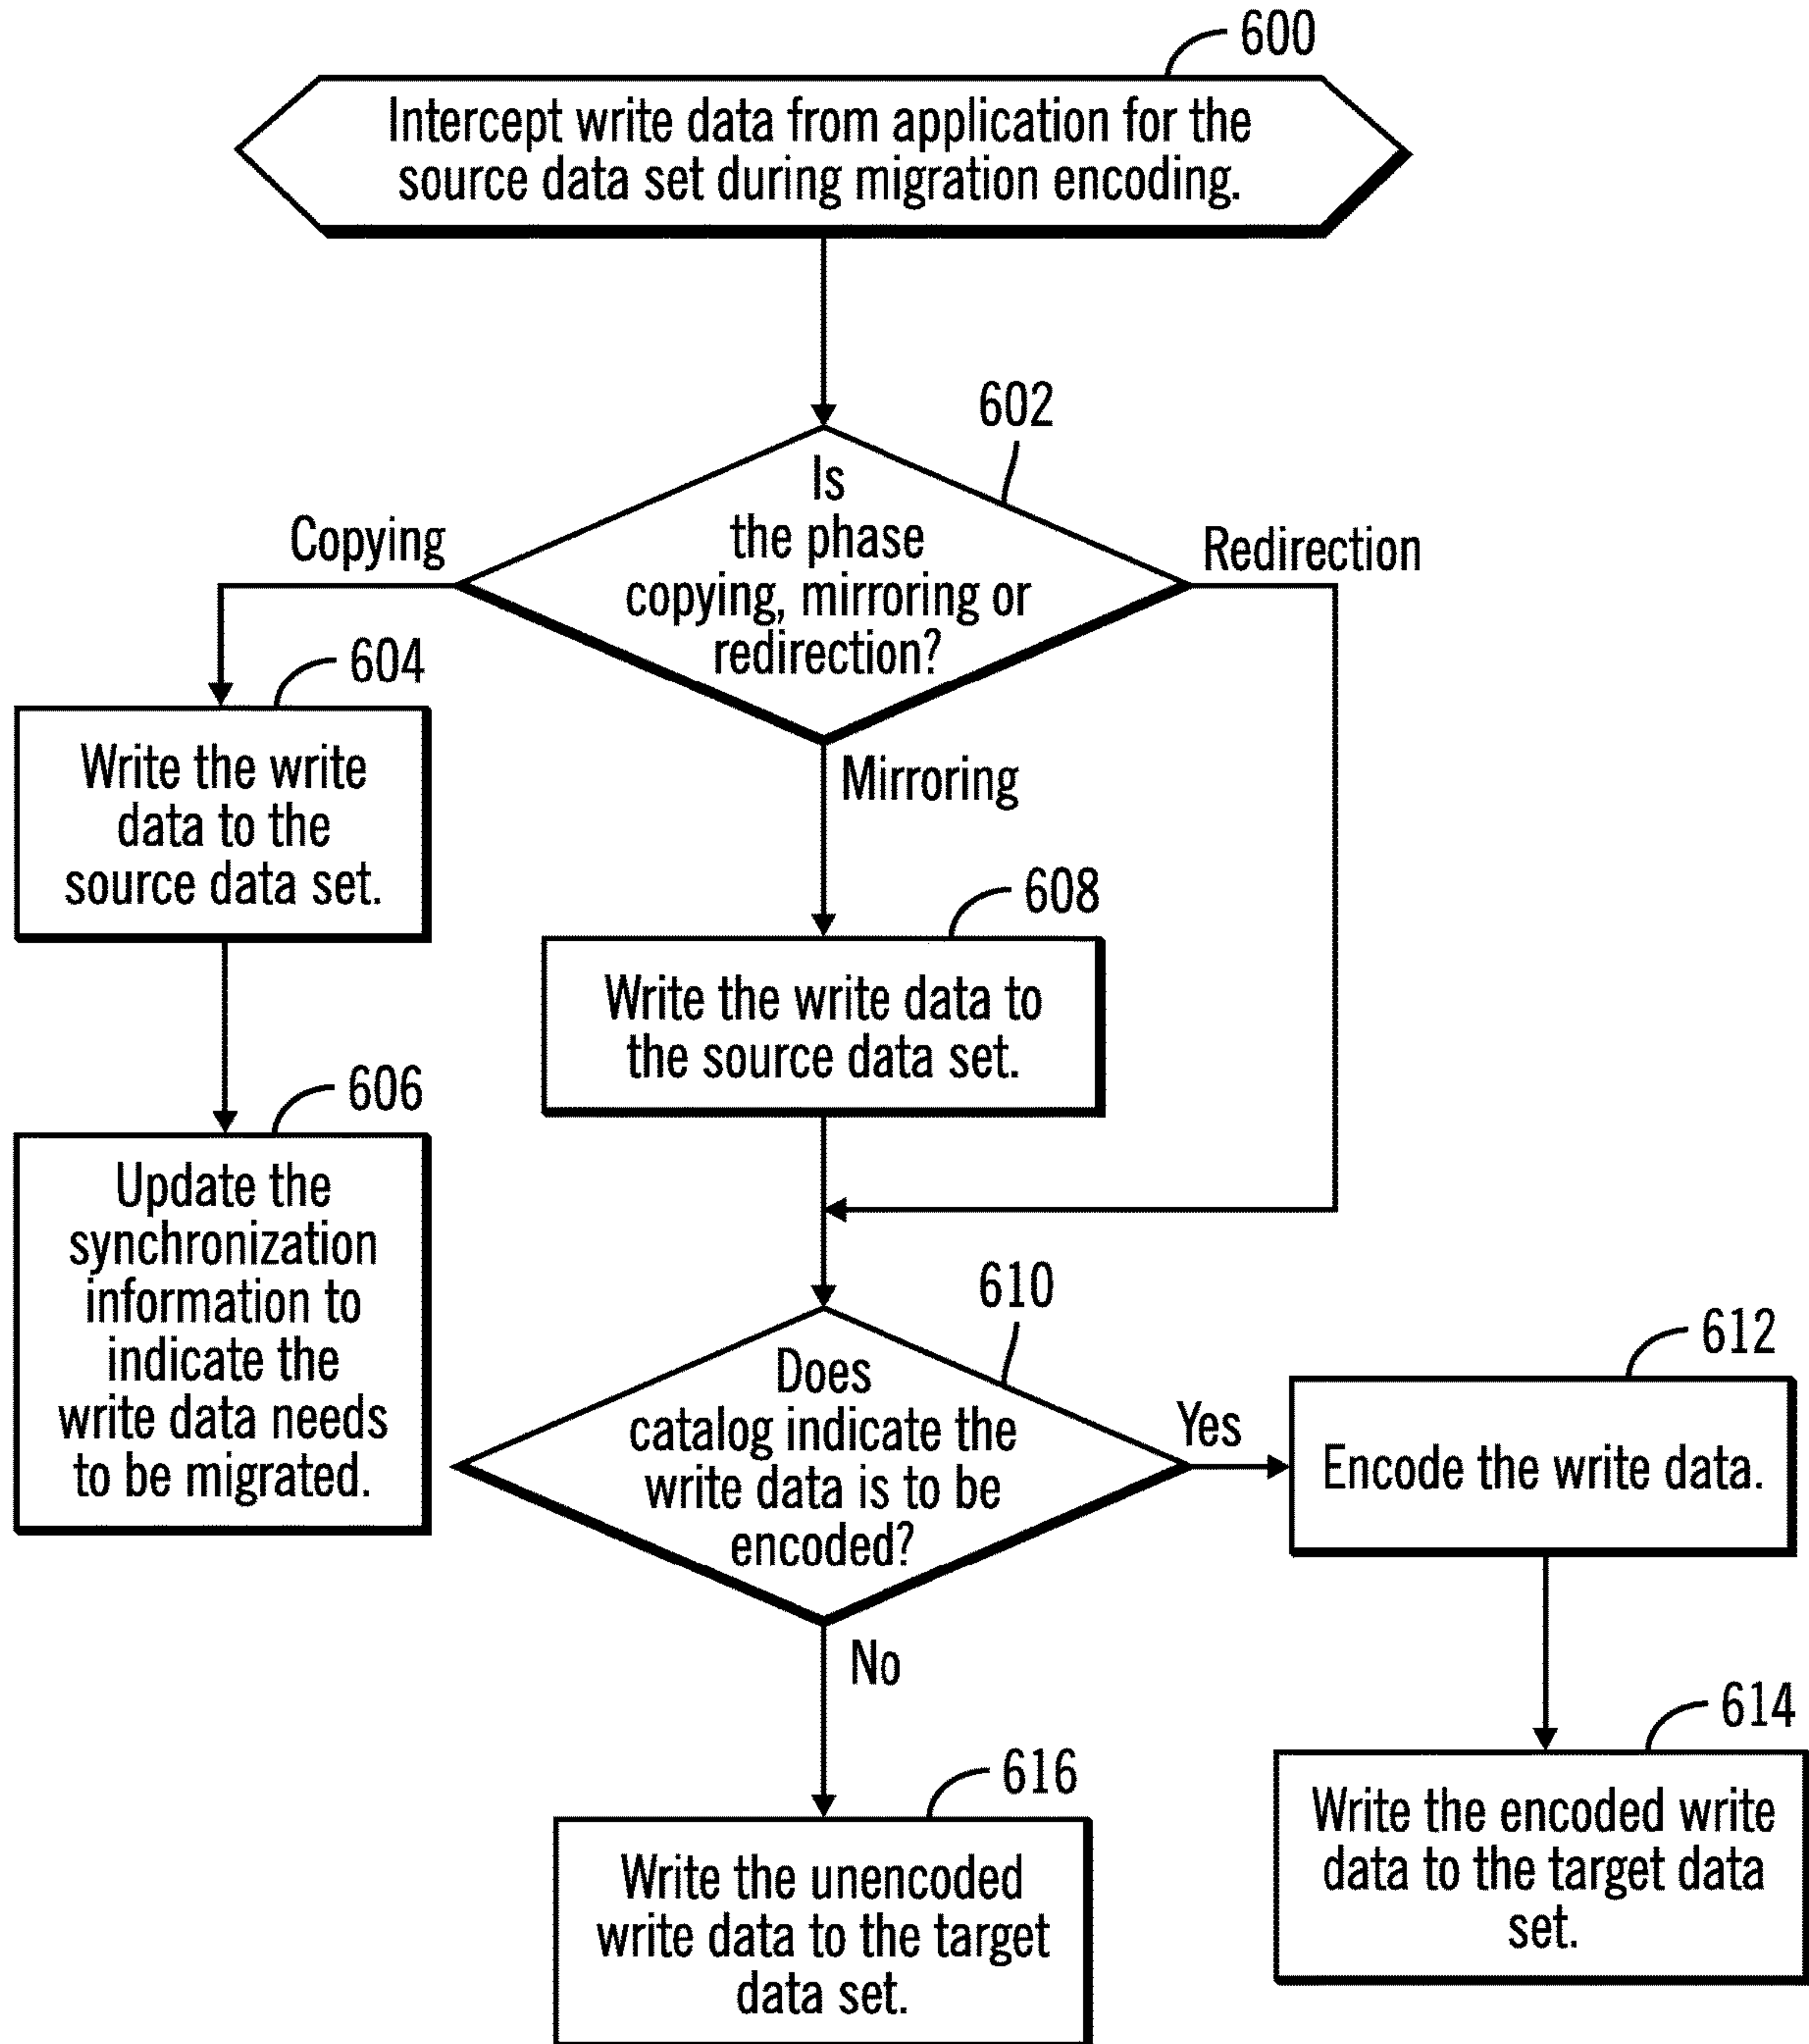 600
Intercept write data from application for the
source data set during migration encoding.
602
Is
the phase
copying, mirroring or
redirection?
Copying
Redirection
Mirroring
604
Write the write
data to the
source data set.
608
Write the write data to
the source data set.
606
Update the
synchronization
information to
indicate the
write data needs
to be migrated.
610
Does
catalog indicate the
write data is to be
encoded?
Yes
No
612
Encode the write data.
614
Write the encoded write
data to the target data
set.
616
Write the unencoded
write data to the target
data set.